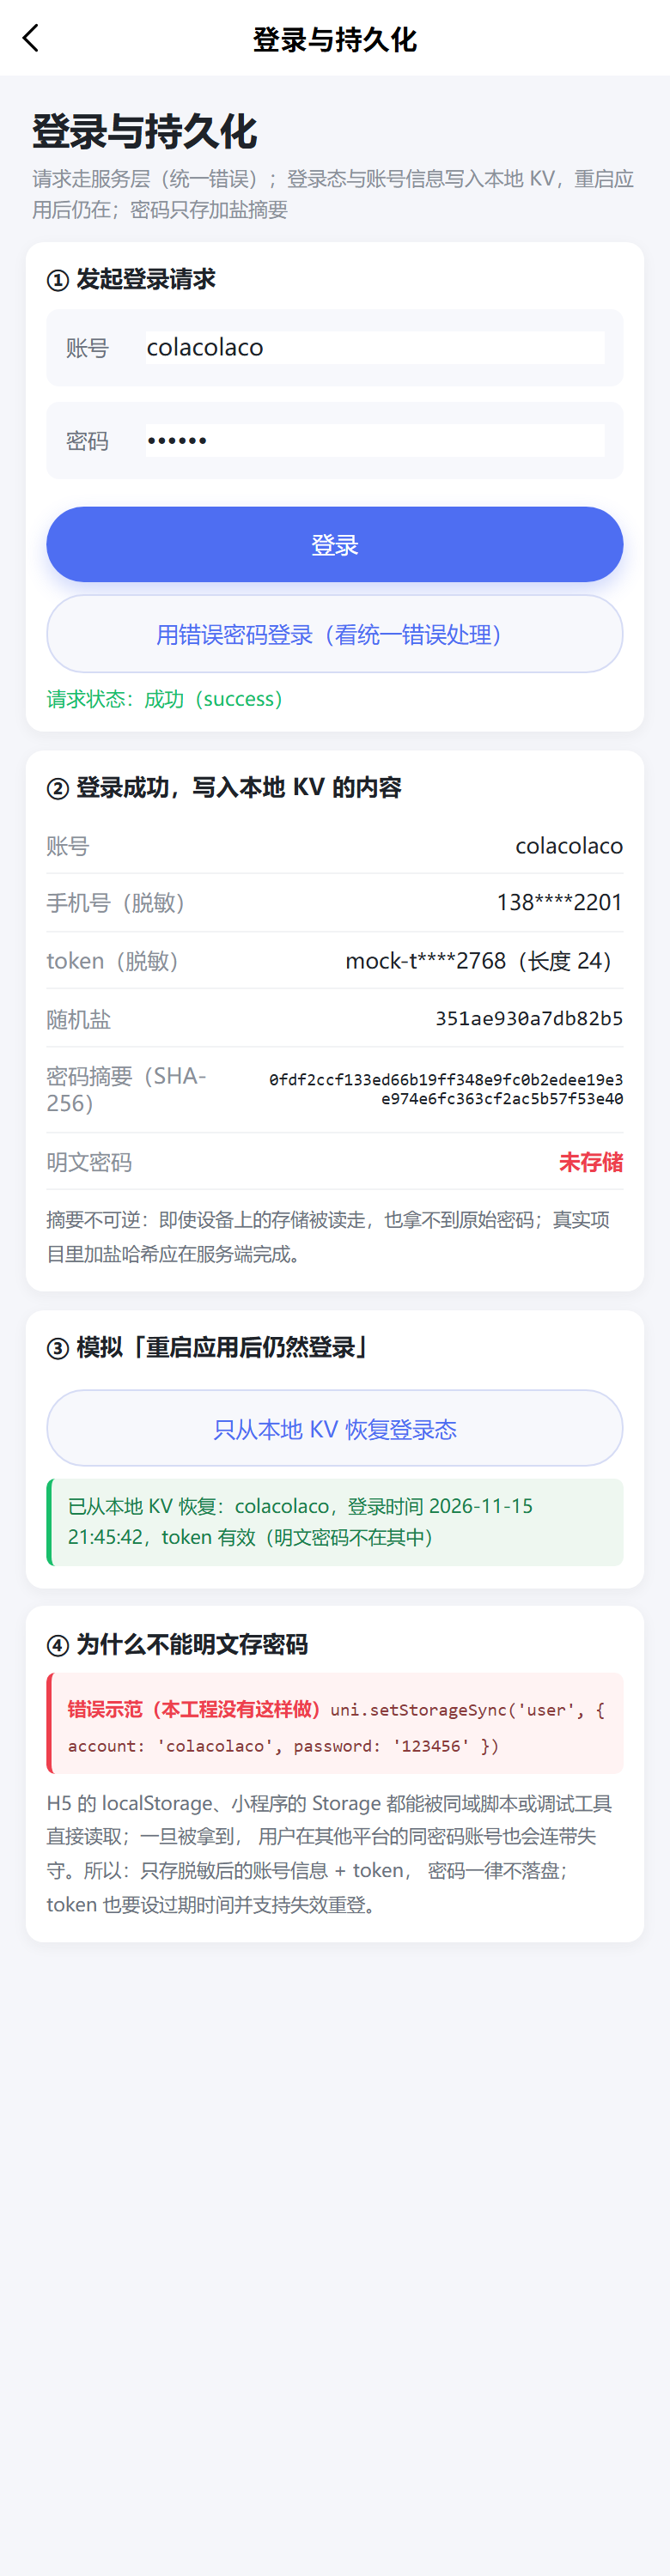 登录与持久化
登录与持久化
请求走服务层（统一错误）；登录态与账号信息写入本地 KV，重启应
用后仍在；密码只存加盐摘要
① 发起登录请求
账号 colacolaco
密码 ••••••
登录
用错误密码登录（看统一错误处理）
请求状态：成功（success）
② 登录成功，写入本地 KV 的内容
账号 colacolaco
手机号（脱敏） 138****2201
token（脱敏） mock-t****2768（长度 24）
随机盐 351ae930a7db82b5
密码摘要（SHA-
256）
0fdf2ccf133ed66b19ff348e9fc0b2edee19e3
e974e6fc363cf2ac5b57f53e40
明文密码 未存储
摘要不可逆：即使设备上的存储被读走，也拿不到原始密码；真实项
目里加盐哈希应在服务端完成。
③ 模拟「重启应用后仍然登录」
只从本地 KV 恢复登录态
已从本地 KV 恢复：colacolaco，登录时间 2026-11-15
21:45:42，token 有效（明文密码不在其中）
④ 为什么不能明文存密码
错误示范（本工程没有这样做）uni.setStorageSync('user', {
account: 'colacolaco', password: '123456' })
H5 的 localStorage、小程序的 Storage 都能被同域脚本或调试工具
直接读取；一旦被拿到， 用户在其他平台的同密码账号也会连带失
守。所以：只存脱敏后的账号信息 + token， 密码一律不落盘；
token 也要设过期时间并支持失效重登。